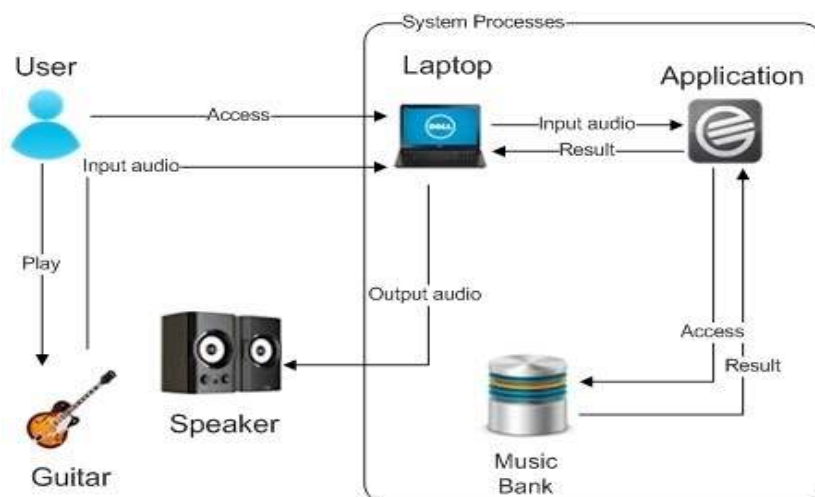 System Processes
User
Laptop
Application
Access
DELL
Input audio
Result
Input audio
Play
Output audio
Access
Result
Speaker
Guitar
Music
Bank